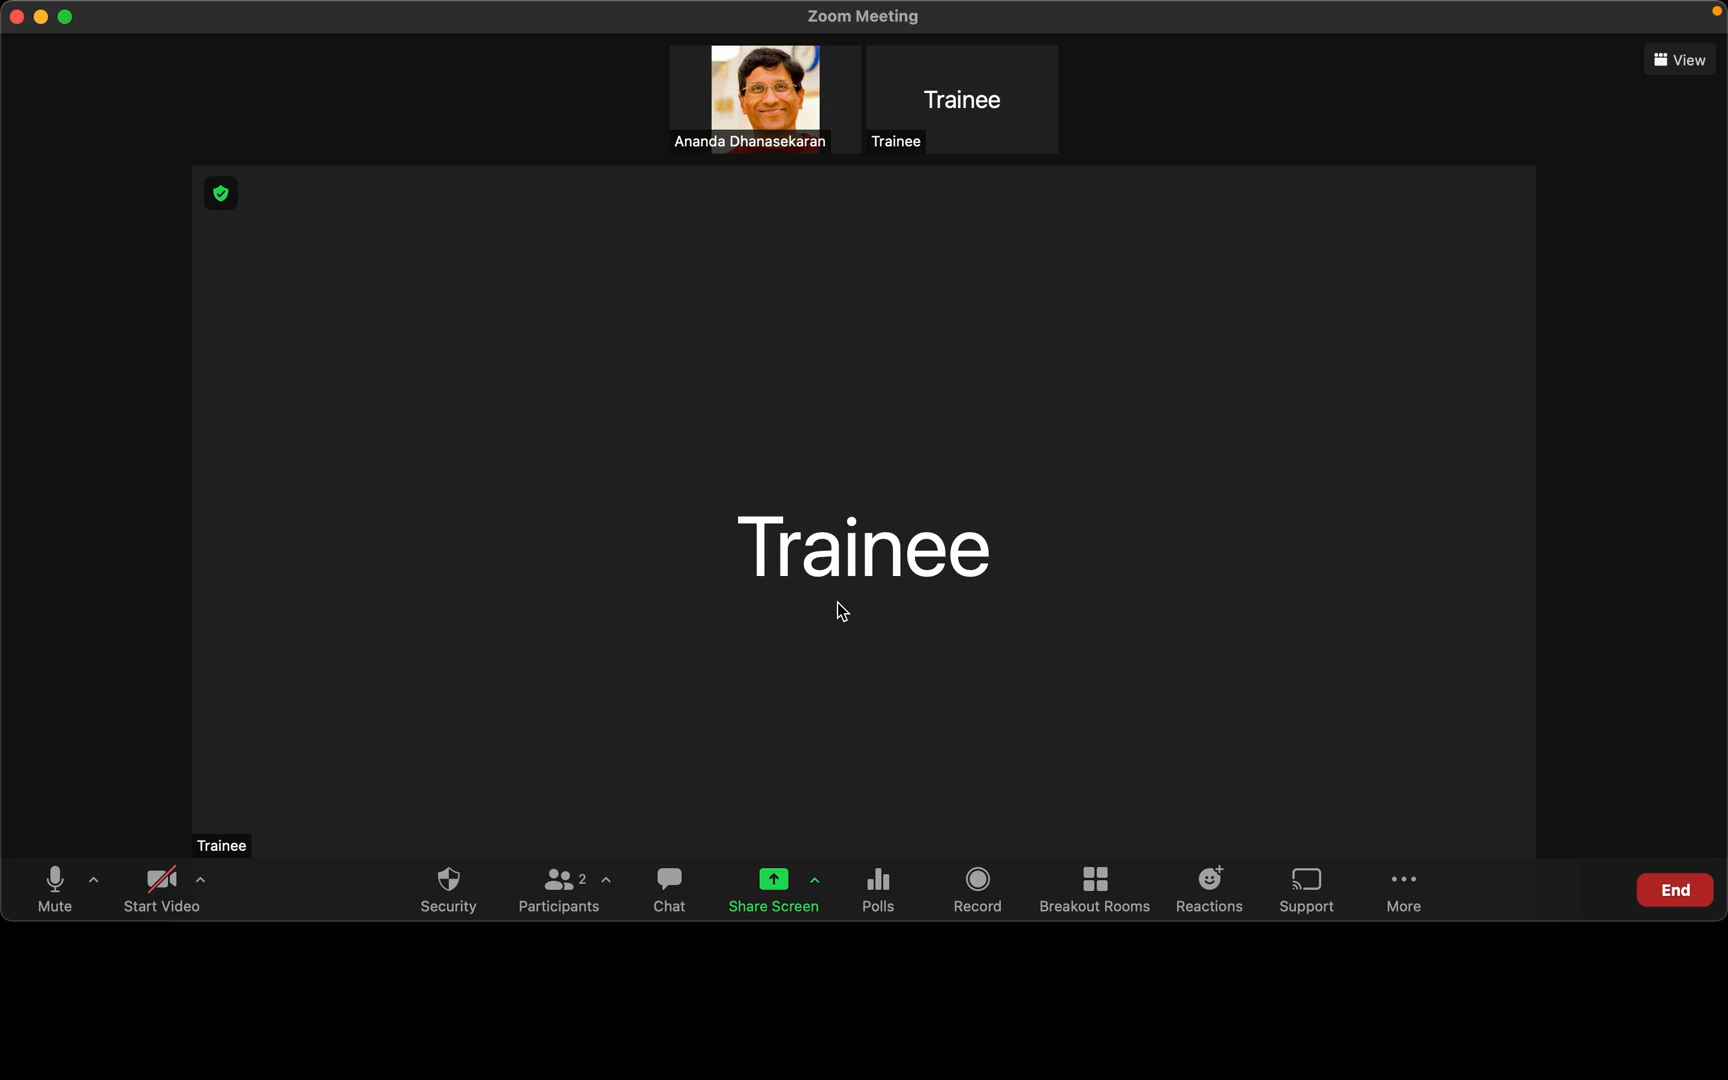 Zoom Meeting
View
Trainee
Ananda Dhanasekaran
Trainee
Trainee
Trainee
2
Mute
Start Video
Security
Participants
Chat
Share Screen
Polls
Record
Breakout Rooms
Reactions
Support
More
End